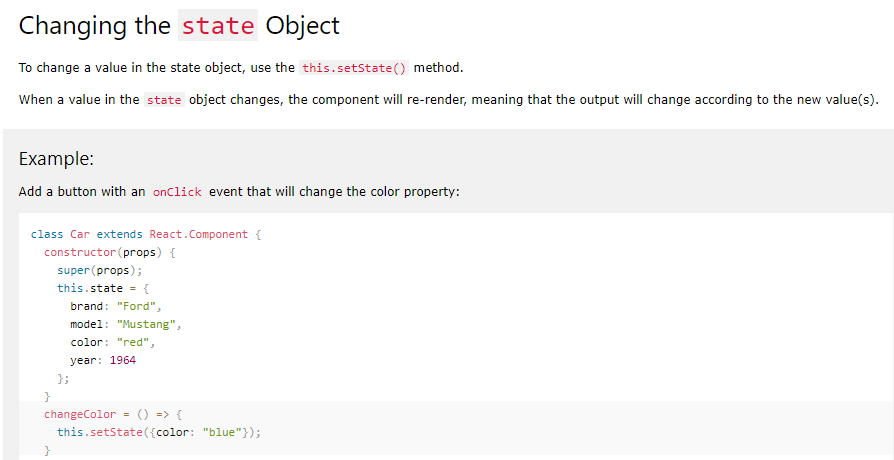 Changing the state Object
To change a value in the state object, use the this.setState() method.
When a value in the state object changes, the component will re-render, meaning that the output will change according to the new value(s).
Example:
Add a button with an onClick event that will change the color property:
class Car extends React.Component {
  constructor(props) {
    super(props);
    this.state = {
      brand: "Ford",
      model: "Mustang",
      color: "red",
      year: 1964
    };
  }
  changeColor = () => {
    this.setState({color: "blue"});
  }